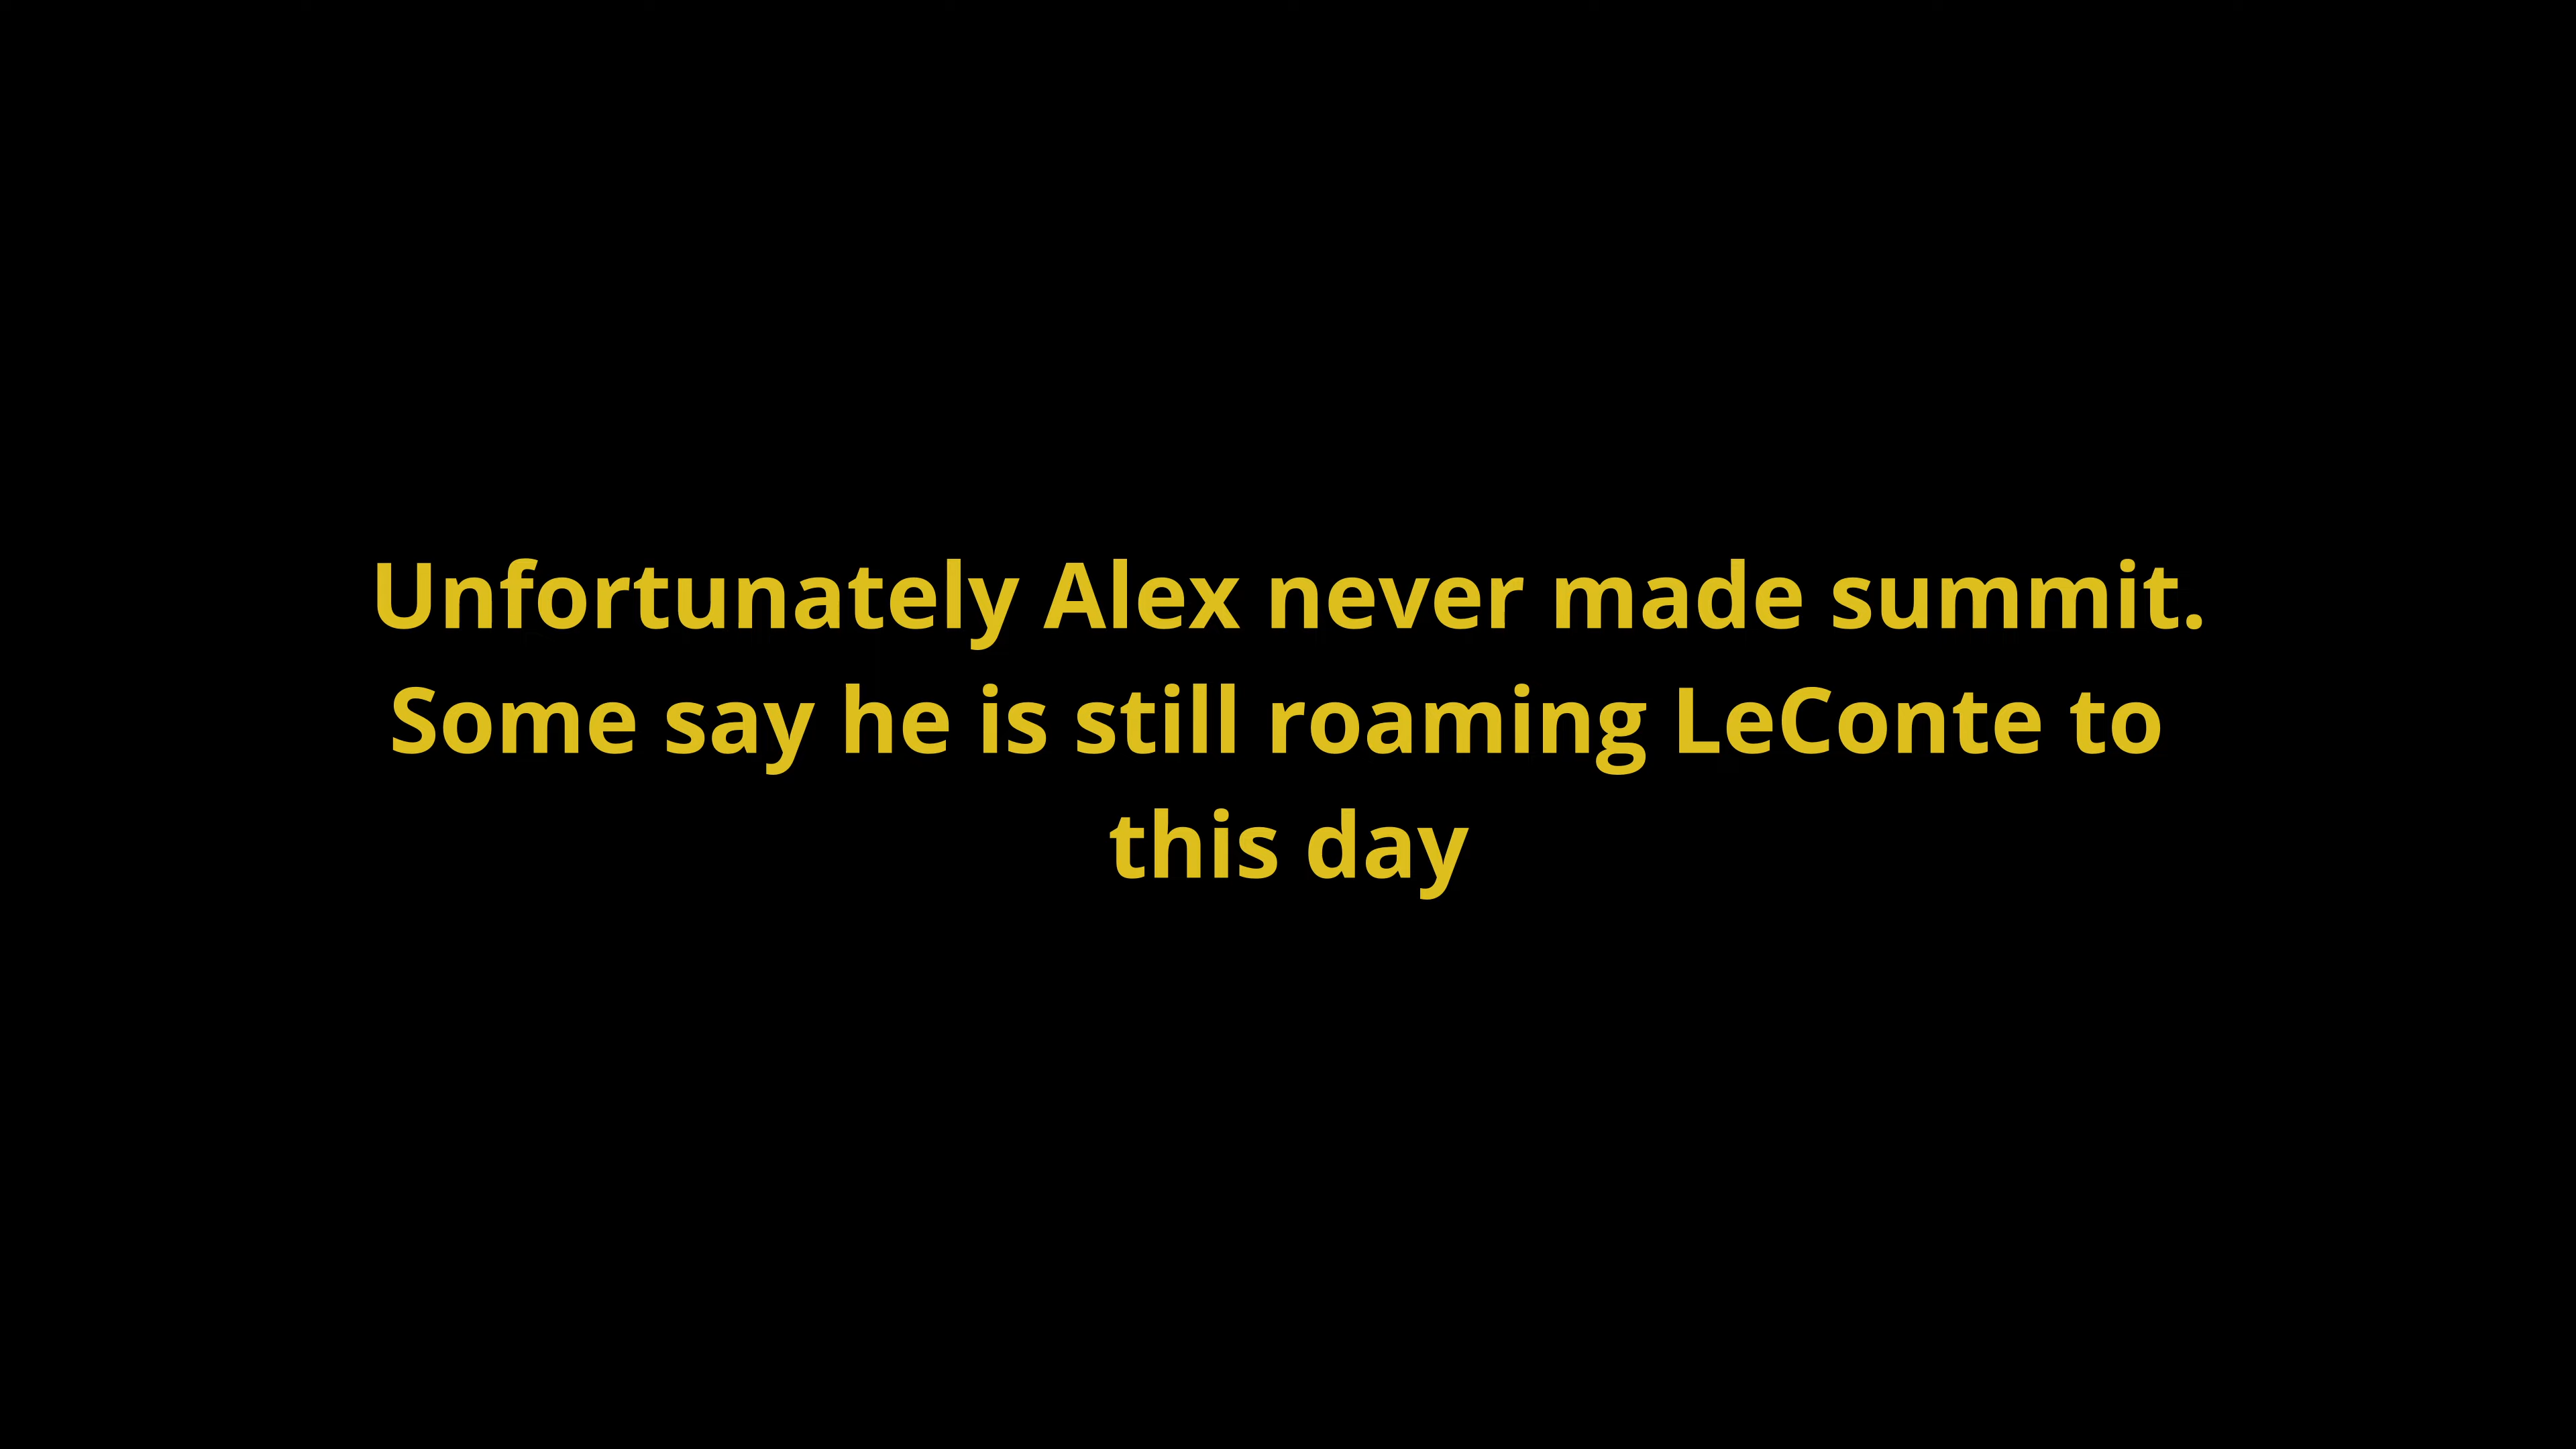 Unfortunately Alex never made summit.
Some say he is still roaming LeConte to
this day